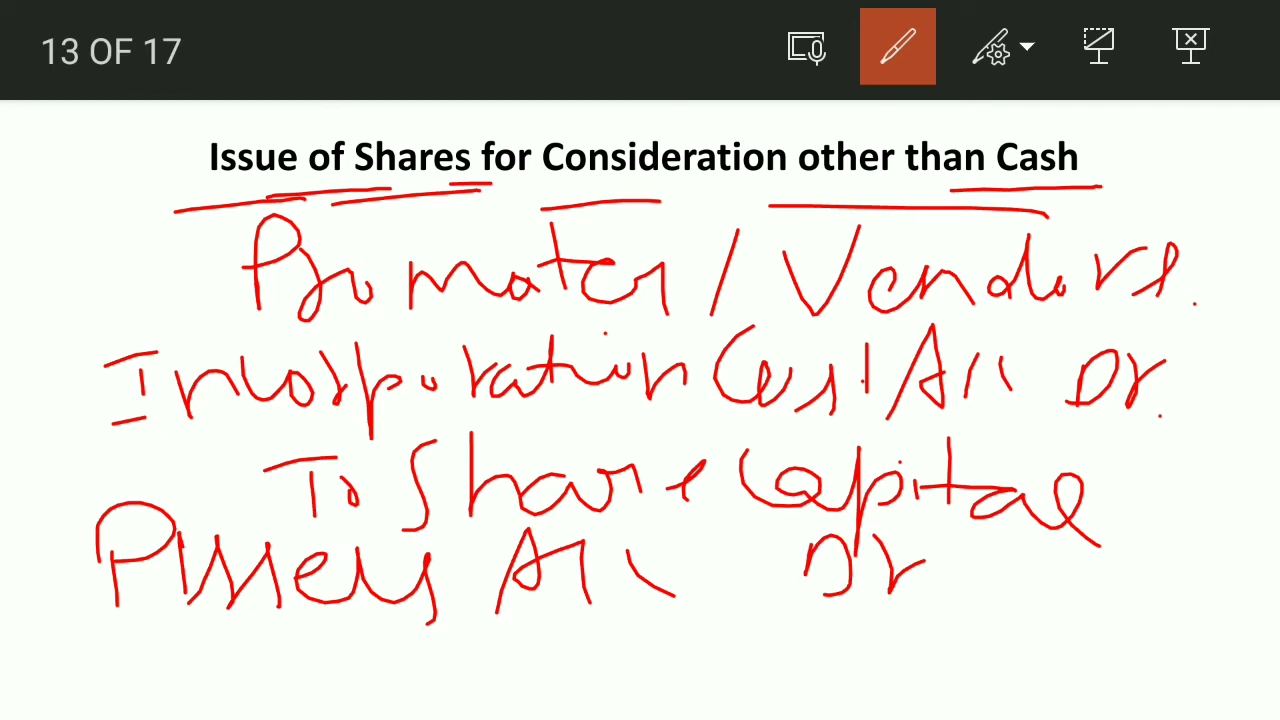 13 OF 17
Issue of Shares for Consideration other than Cash
Promoter / Vendors.
Incorporation Cost A/c Dr.
To Share Capital
Assets A/c Dr